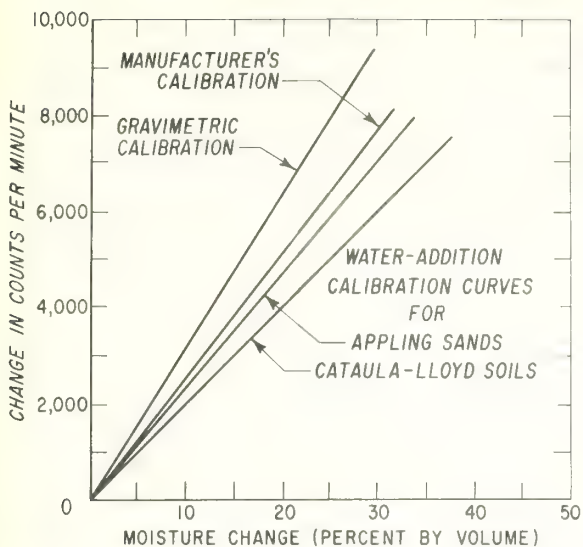 10,000
8,000
6,000
4,000
2,000
0
CHANGE IN COUNTS PER MINUTE
MANUFACTURER'S
CALIBRATION
GRAVIMETRIC
CALIBRATION
WATER-ADDITION
CALIBRATION CURVES
FOR
APPLING SANDS
CATAULA-LLOYD SOILS
10 20 30 40 50
MOISTURE CHANGE (PERCENT BY VOLUME)